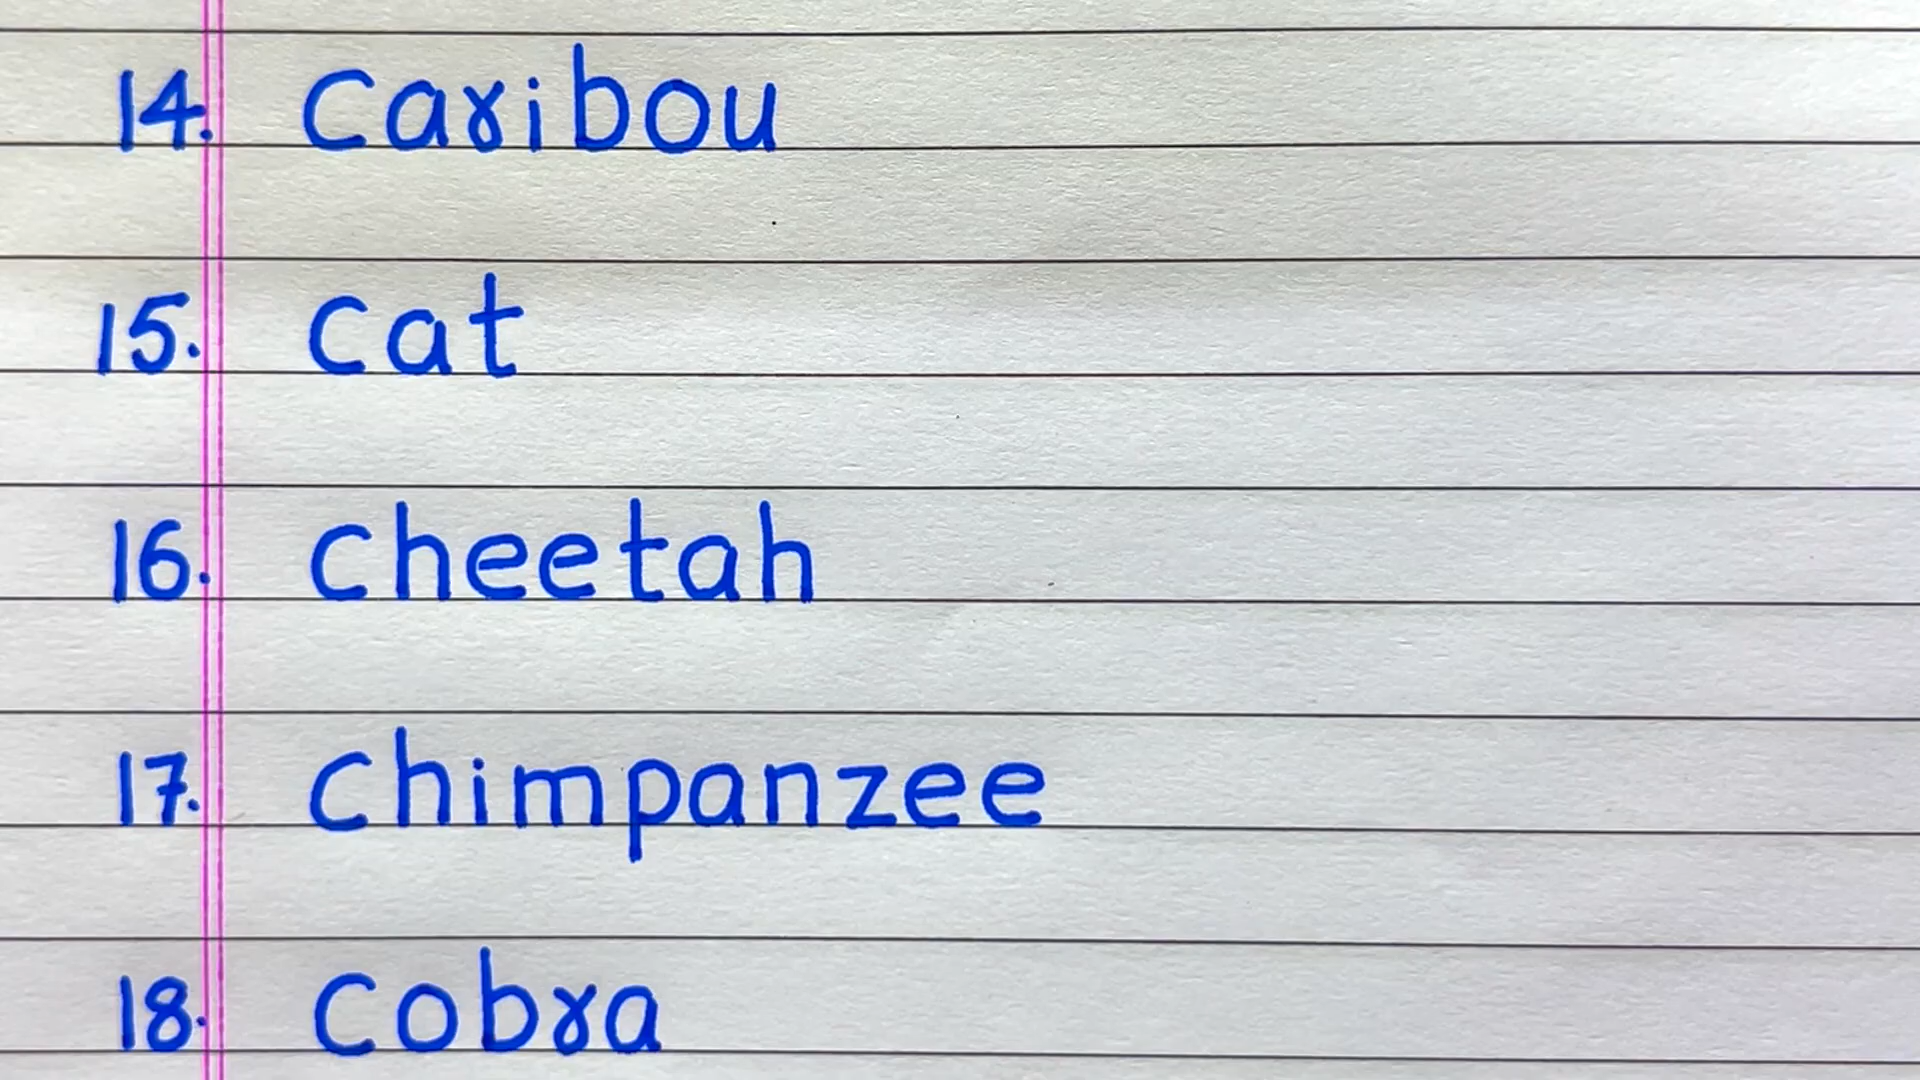 14. Caribou
15. Cat
16. Cheetah
17. Chimpanzee
18. Cobra